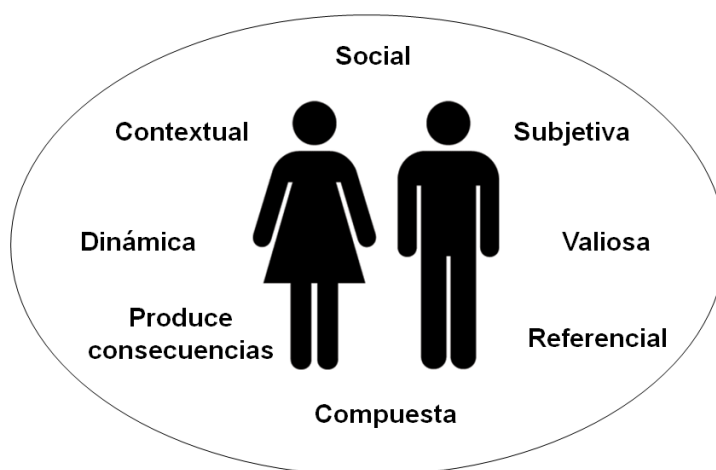 Social
Contextual
Subjetiva
Dinámica
Valiosa
Produce
consecuencias
Referencial
Compuesta